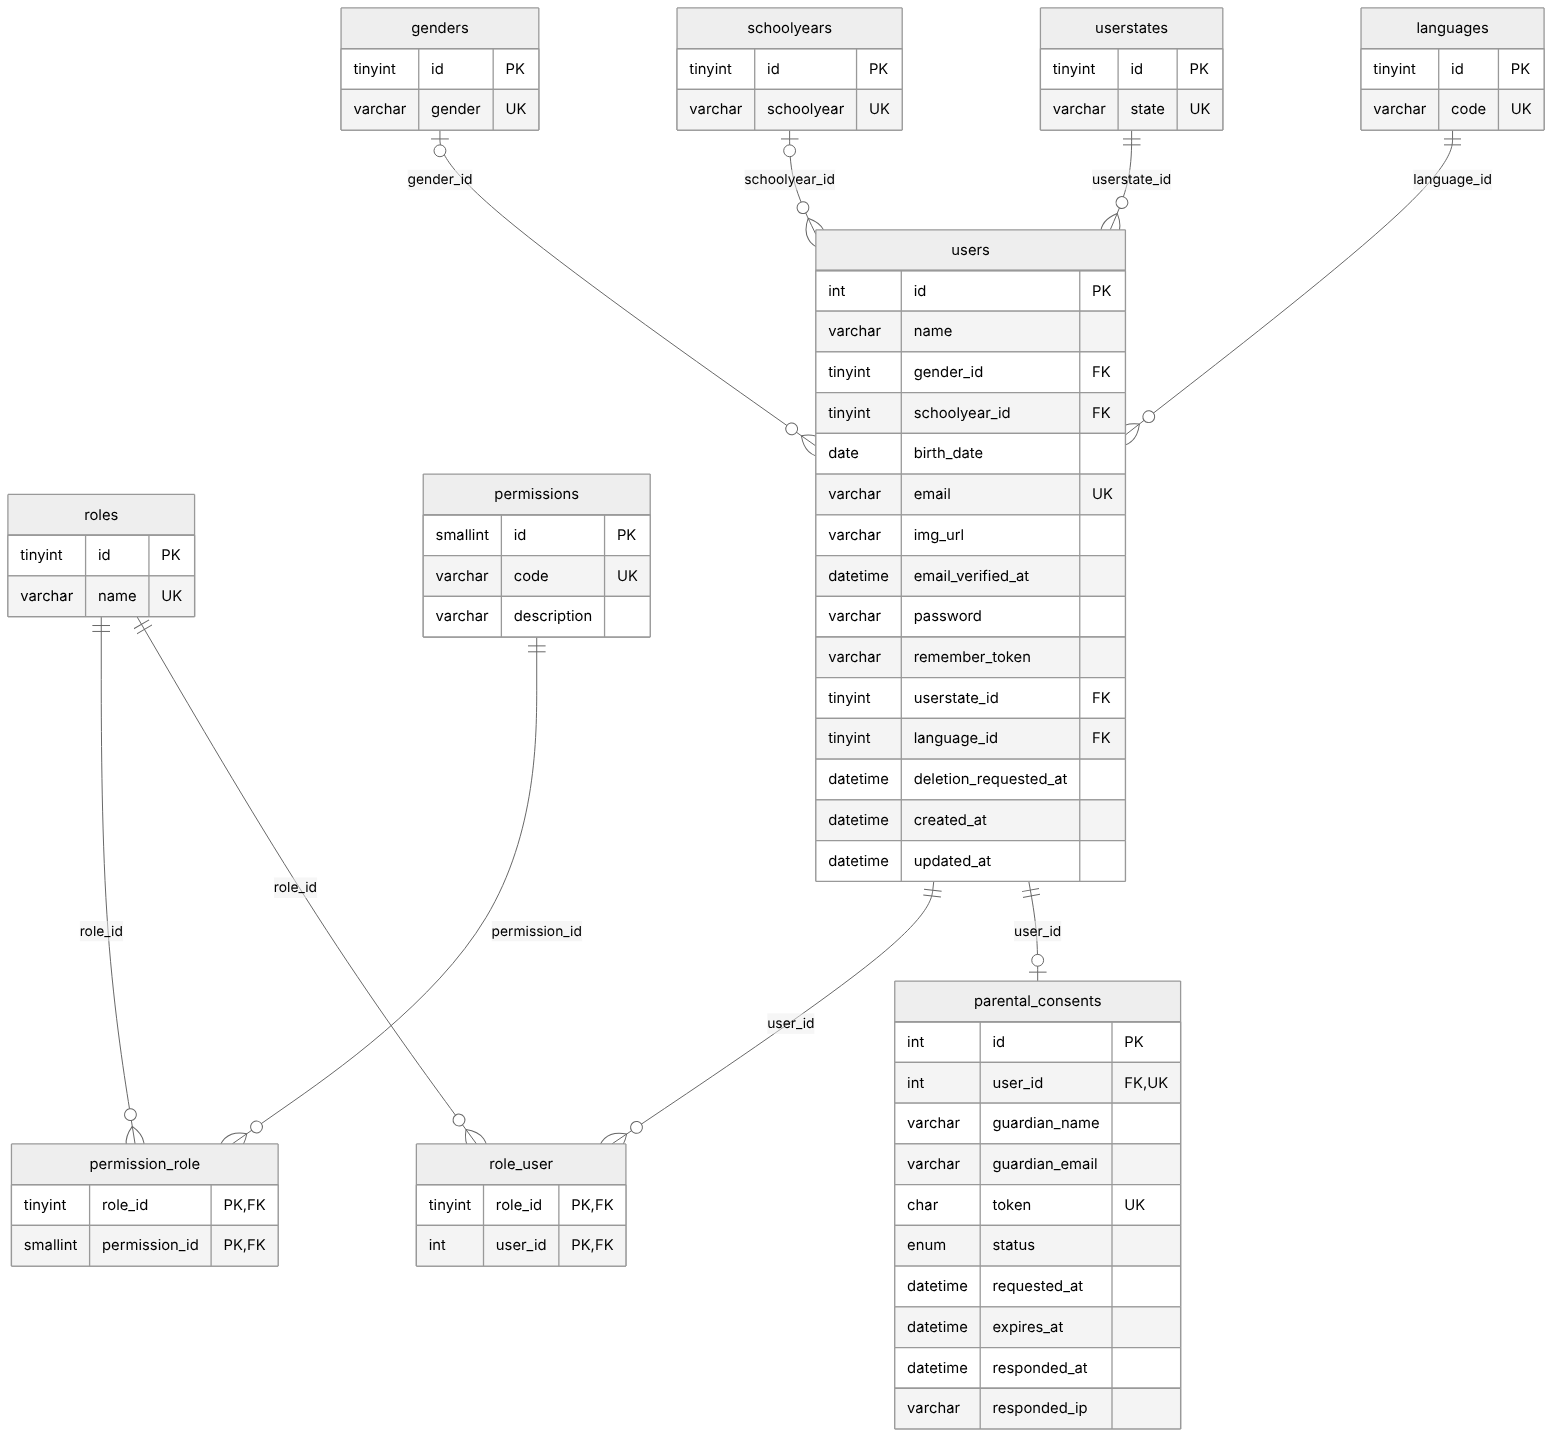 genders
tinyint id PK
varchar gender UK
schoolyears
tinyint id PK
varchar schoolyear UK
userstates
tinyint id PK
varchar state UK
languages
tinyint id PK
varchar code UK
gender_id
schoolyear_id
userstate_id
language_id
users
int id PK
varchar name
tinyint gender_id FK
tinyint schoolyear_id FK
date birth_date
varchar email UK
varchar img_url
datetime email_verified_at
varchar password
varchar remember_token
tinyint userstate_id FK
tinyint language_id FK
datetime deletion_requested_at
datetime created_at
datetime updated_at
roles
tinyint id PK
varchar name UK
permissions
smallint id PK
varchar code UK
varchar description
role_id
role_id
permission_id
user_id
user_id
permission_role
tinyint role_id PK,FK
smallint permission_id PK,FK
role_user
tinyint role_id PK,FK
int user_id PK,FK
parental_consents
int id PK
int user_id FK,UK
varchar guardian_name
varchar guardian_email
char token UK
enum status
datetime requested_at
datetime expires_at
datetime responded_at
varchar responded_ip